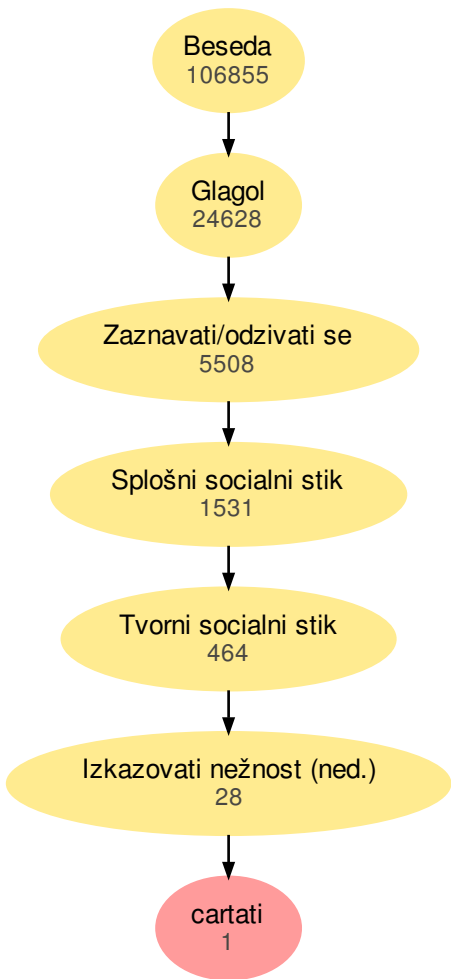 Beseda
106855
Glagol
24628
Zaznavati/odzivati se
5508
Splošni socialni stik
1531
Tvorni socialni stik
464
Izkazovati nežnost (ned.)
28
cartati
1